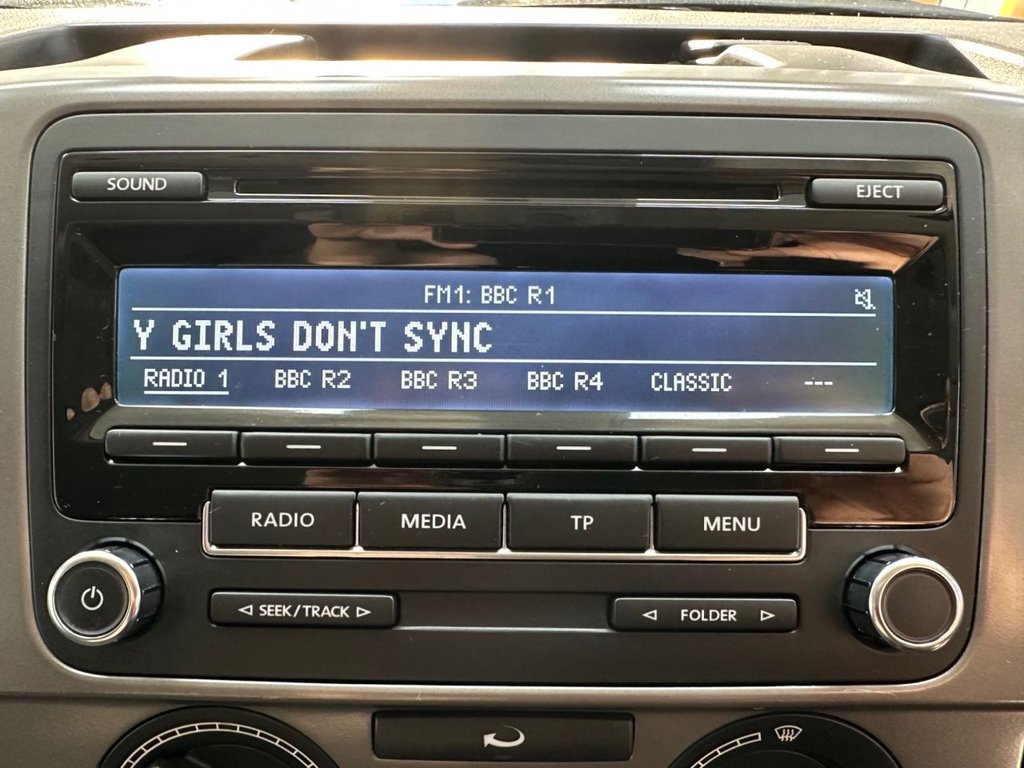 SOUND
EJECT
FM1: BBC R1
Y GIRLS DON'T SYNC
RADIO 1 BBC R2 BBC R3 BBC R4 CLASSIC ---
RADIO MEDIA TP MENU
SEEK/TRACK FOLDER